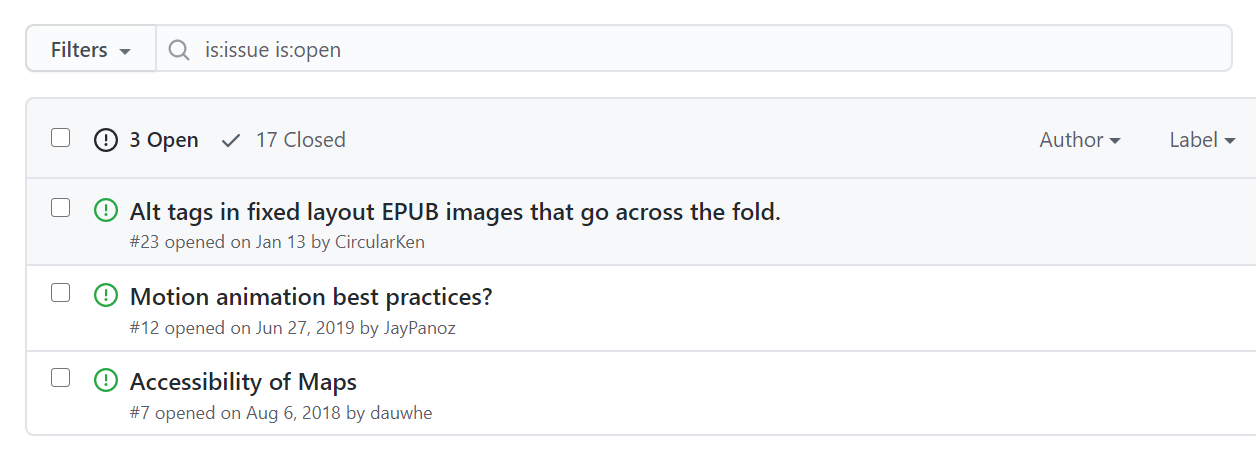 Filters
is:issue is:open
3 Open 17 Closed Author Label
Alt tags in fixed layout EPUB images that go across the fold.
#23 opened on Jan 13 by CircularKen
Motion animation best practices?
#12 opened on Jun 27, 2019 by JayPanoz
Accessibility of Maps
#7 opened on Aug 6, 2018 by dauwhe